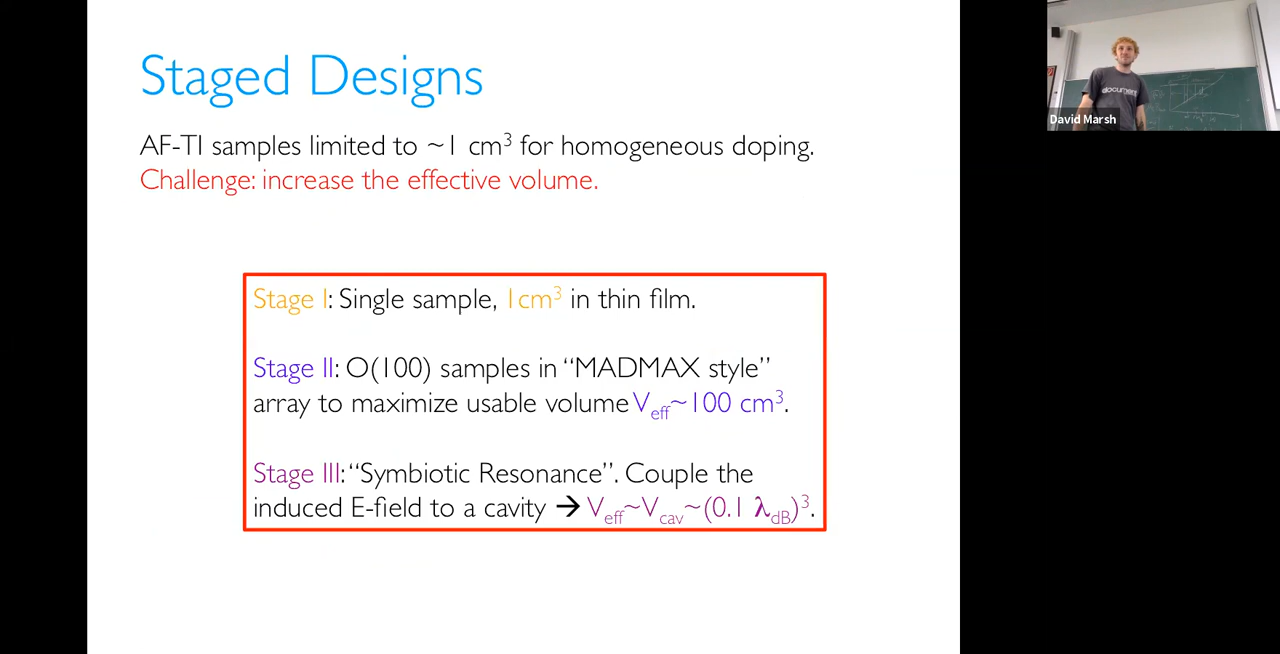 Staged Designs
AF-TI samples limited to ~1 cm³ for homogeneous doping.
Challenge: increase the effective volume.
Stage I: Single sample, 1cm³ in thin film.
Stage II: O(100) samples in “MADMAX style”
array to maximize usable volume V_eff~100 cm³.
Stage III: “Symbiotic Resonance”. Couple the
induced E-field to a cavity → V_eff~V_cav~(0.1 λ_dB)³.
document
David Marsh